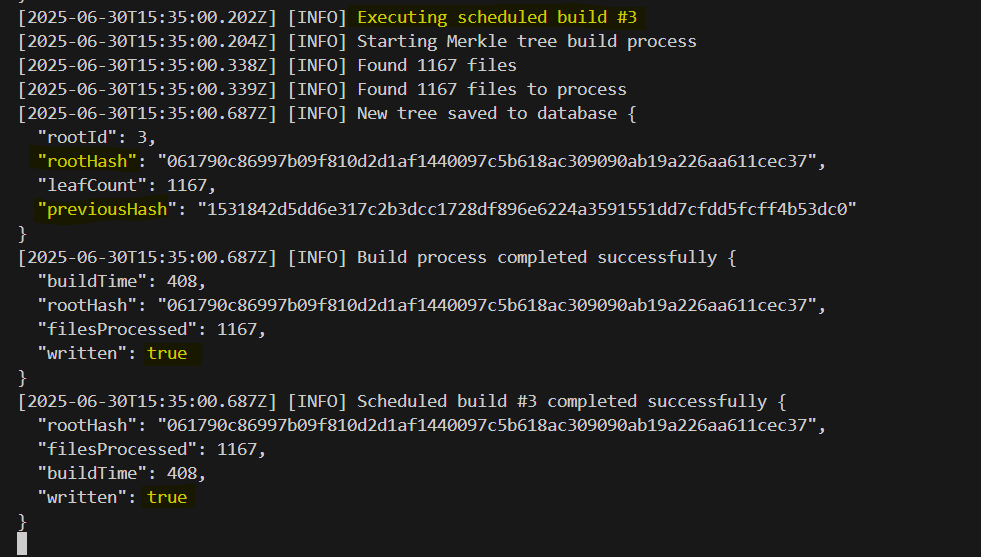 [2025-06-30T15:35:00.202Z] [INFO] Executing scheduled build #3
[2025-06-30T15:35:00.204Z] [INFO] Starting Merkle tree build process
[2025-06-30T15:35:00.338Z] [INFO] Found 1167 files
[2025-06-30T15:35:00.339Z] [INFO] Found 1167 files to process
[2025-06-30T15:35:00.687Z] [INFO] New tree saved to database {
  "rootId": 3,
  "rootHash": "061790c86997b09f810d2d1af1440097c5b618ac309090ab19a226aa611cec37",
  "leafCount": 1167,
  "previousHash": "1531842d5dd6e317c2b3dcc1728df896e6224a3591551dd7cfdd5fcff4b53dc0"
}
[2025-06-30T15:35:00.687Z] [INFO] Build process completed successfully {
  "buildTime": 408,
  "rootHash": "061790c86997b09f810d2d1af1440097c5b618ac309090ab19a226aa611cec37",
  "filesProcessed": 1167,
  "written": true
}
[2025-06-30T15:35:00.687Z] [INFO] Scheduled build #3 completed successfully {
  "rootHash": "061790c86997b09f810d2d1af1440097c5b618ac309090ab19a226aa611cec37",
  "filesProcessed": 1167,
  "buildTime": 408,
  "written": true
}